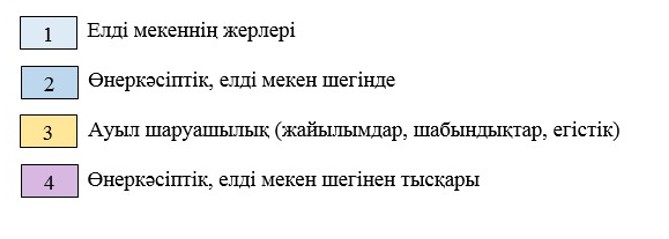 1 Елді мекеннің жерлері
2 Өнеркәсіптік, елді мекен шегінде
3 Ауыл шаруашылық (жайылымдар, шабындықтар, егістік)
4 Өнеркәсіптік, елді мекен шегінен тысқары